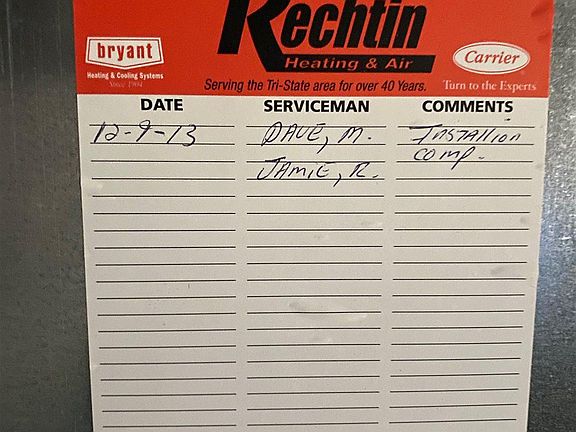 Rechtin
Heating & Air
bryant
Heating & Cooling Systems
Since 1904
Carrier
Turn to the Experts
Serving the Tri-State area for over 40 Years.
DATE SERVICEMAN COMMENTS
12-9-13 DAVE, M. Installion
JAMIE, R. comp.